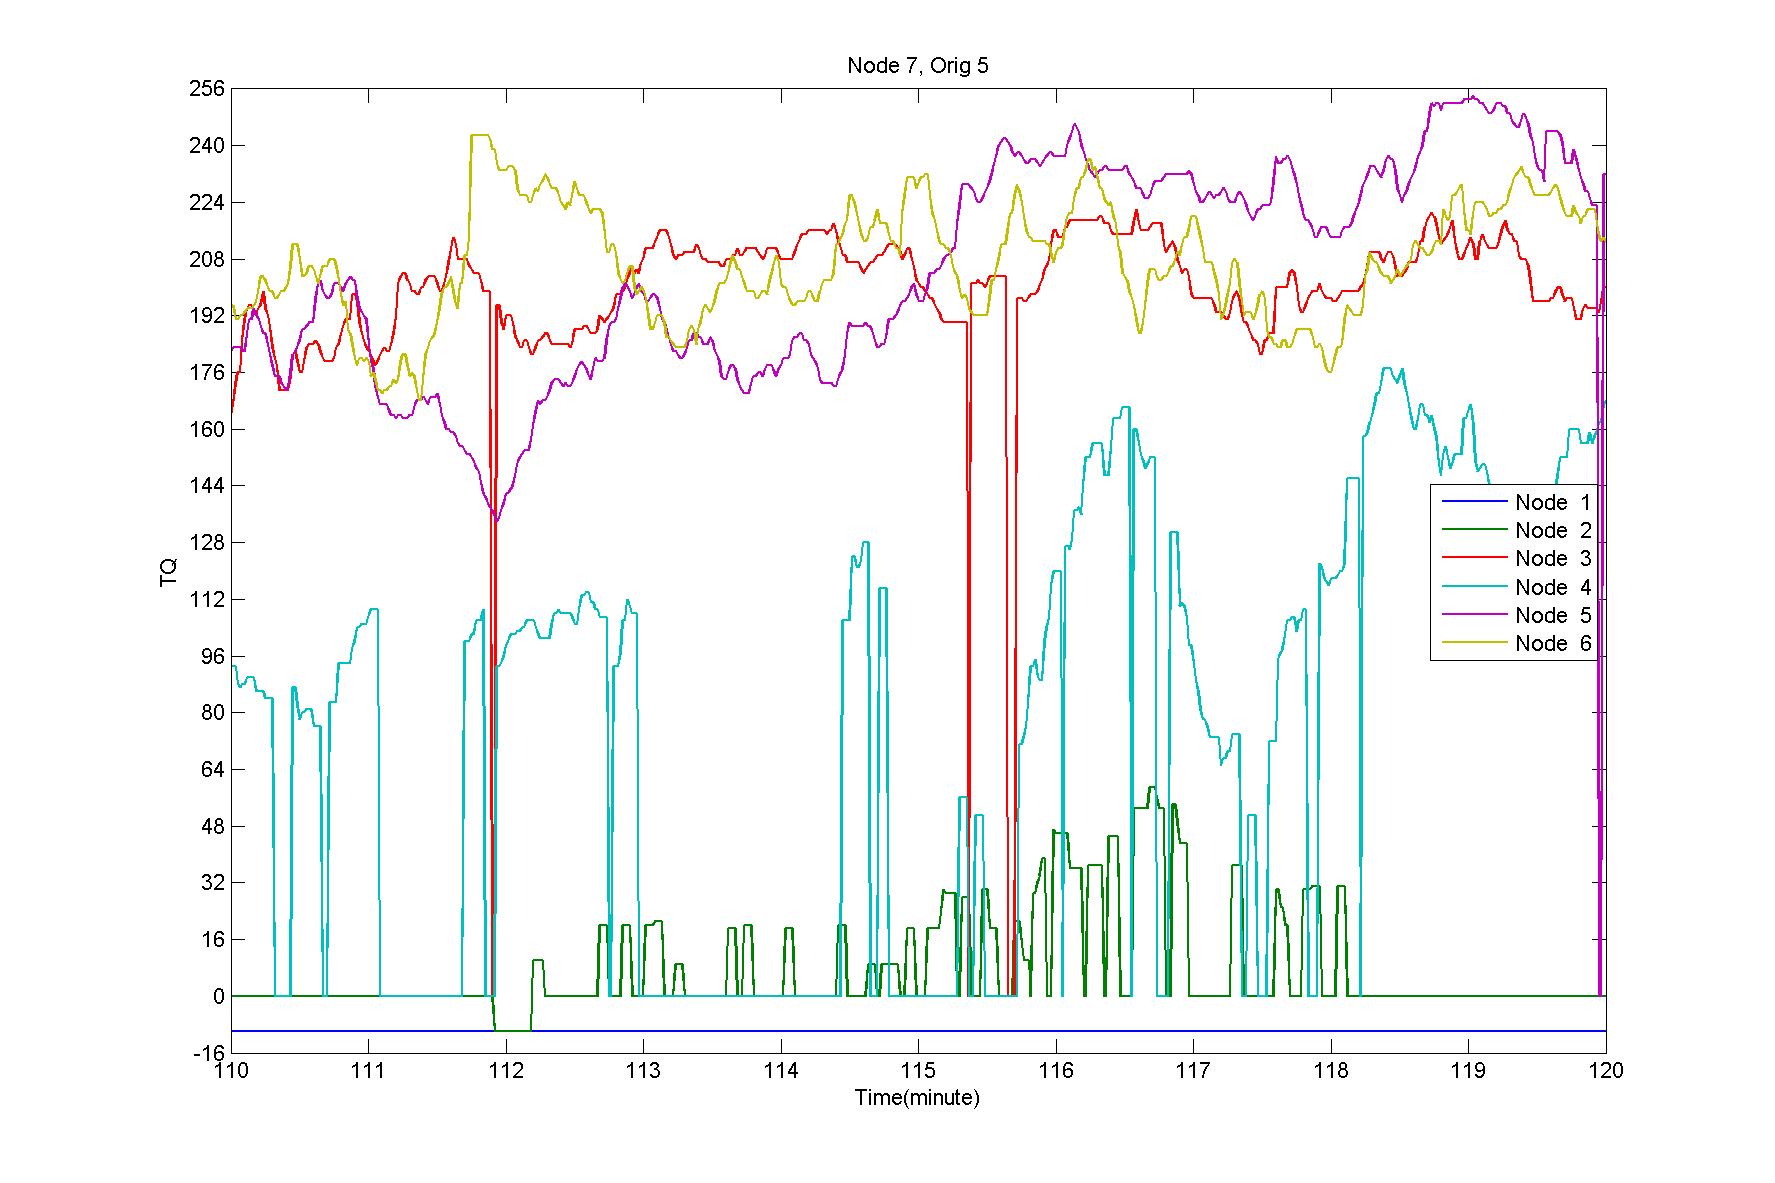 Node 7, Orig 5
256
240
224
208
192
176
160
144
128
112
96
80
64
48
32
16
0
-16
TQ
Node 1
Node 2
Node 3
Node 4
Node 5
Node 6
110 111 112 113 114 115 116 117 118 119 120
Time(minute)